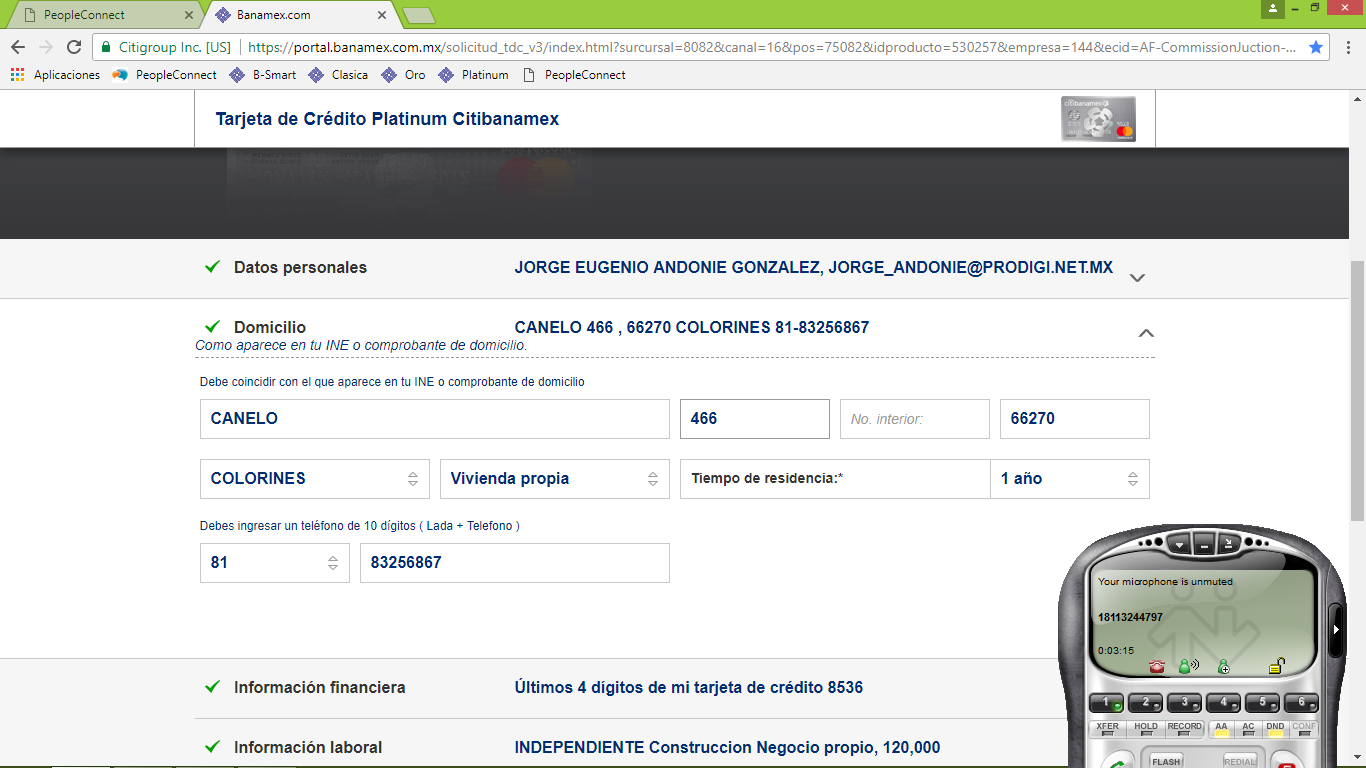 PeopleConnect
Banamex.com
Citigroup Inc. [US] https://portal.banamex.com.mx/solicitud_tdc_v3/index.html?surcursal=8082&canal=16&pos=75082&idproducto=530257&empresa=144&ecid=AF-CommissionJuction-...
Aplicaciones PeopleConnect B-Smart Clasica Oro Platinum PeopleConnect
Tarjeta de Crédito Platinum Citibanamex
citibanamex
Datos personales JORGE EUGENIO ANDONIE GONZALEZ, JORGE_ANDONIE@PRODIGI.NET.MX
Domicilio CANELO 466 , 66270 COLORINES 81-83256867
Como aparece en tu INE o comprobante de domicilio.
Debe coincidir con el que aparece en tu INE o comprobante de domicilio
CANELO 466 No. interior: 66270
COLORINES Vivienda propia Tiempo de residencia:* 1 año
Debes ingresar un teléfono de 10 dígitos ( Lada + Telefono )
81 83256867
Your microphone is unmuted
18113244797
0:03:15
Información financiera Últimos 4 dígitos de mi tarjeta de crédito 8536
1 2 3 4 5 6
XFER HOLD RECORD AA AC DND CONF
Información laboral INDEPENDIENTE Construccion Negocio propio, 120,000
FLASH REDIAL